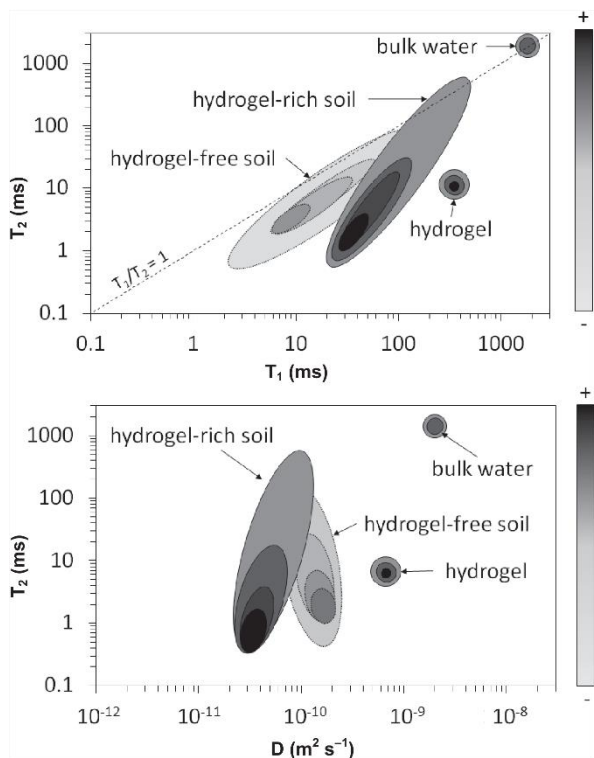 +
1000
bulk water
hydrogel-rich soil
100
hydrogel-free soil
T₂ (ms)
10
hydrogel
1
T₁/T₂ = 1
0.1
-
0.1
1
10
100
1000
T₁ (ms)
+
hydrogel-rich soil
1000
bulk water
100
hydrogel-free soil
T₂ (ms)
10
hydrogel
1
0.1
-
10⁻¹²
10⁻¹¹
10⁻¹⁰
10⁻⁹
10⁻⁸
D (m² s⁻¹)